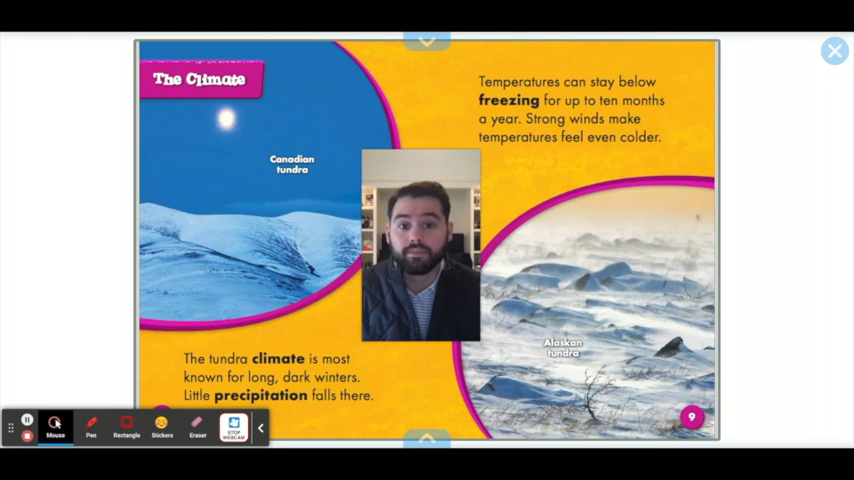 The Climate
Canadian
tundra
The tundra climate is most
known for long, dark winters.
Little precipitation falls there.
Temperatures can stay below
freezing for up to ten months
a year. Strong winds make
temperatures feel even colder.
Alaskan
tundra
9
Mouse
Pen
Rectangle
Stickers
Eraser
STOP
WEBCAM